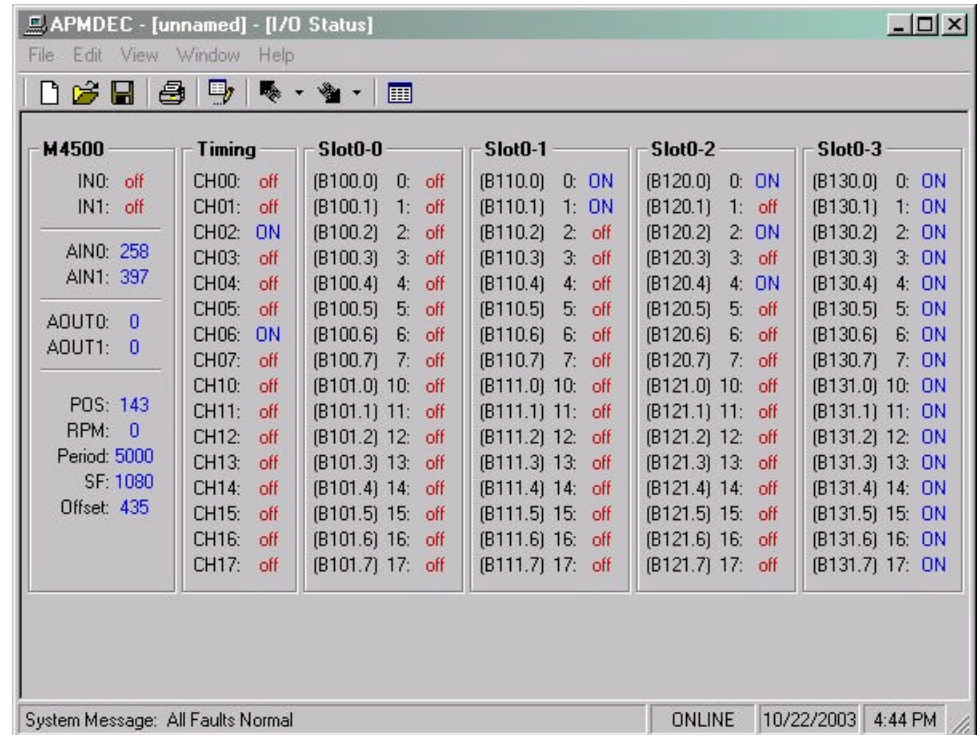 APMDEC - [unnamed] - [I/O Status]
File Edit View Window Help
M4500
IN0: off
IN1: off
AIN0: 258
AIN1: 397
AOUT0: 0
AOUT1: 0
POS: 143
RPM: 0
Period: 5000
SF: 1080
Offset: 435
Timing
CH00: off
CH01: off
CH02: ON
CH03: off
CH04: off
CH05: off
CH06: ON
CH07: off
CH10: off
CH11: off
CH12: off
CH13: off
CH14: off
CH15: off
CH16: off
CH17: off
Slot0-0
(B100.0) 0: off
(B100.1) 1: off
(B100.2) 2: off
(B100.3) 3: off
(B100.4) 4: off
(B100.5) 5: off
(B100.6) 6: off
(B100.7) 7: off
(B101.0) 10: off
(B101.1) 11: off
(B101.2) 12: off
(B101.3) 13: off
(B101.4) 14: off
(B101.5) 15: off
(B101.6) 16: off
(B101.7) 17: off
Slot0-1
(B110.0) 0: ON
(B110.1) 1: ON
(B110.2) 2: off
(B110.3) 3: off
(B110.4) 4: off
(B110.5) 5: off
(B110.6) 6: off
(B110.7) 7: off
(B111.0) 10: off
(B111.1) 11: off
(B111.2) 12: off
(B111.3) 13: off
(B111.4) 14: off
(B111.5) 15: off
(B111.6) 16: off
(B111.7) 17: off
Slot0-2
(B120.0) 0: ON
(B120.1) 1: off
(B120.2) 2: ON
(B120.3) 3: off
(B120.4) 4: ON
(B120.5) 5: off
(B120.6) 6: off
(B120.7) 7: off
(B121.0) 10: off
(B121.1) 11: off
(B121.2) 12: off
(B121.3) 13: off
(B121.4) 14: off
(B121.5) 15: off
(B121.6) 16: off
(B121.7) 17: off
Slot0-3
(B130.0) 0: ON
(B130.1) 1: ON
(B130.2) 2: ON
(B130.3) 3: ON
(B130.4) 4: ON
(B130.5) 5: ON
(B130.6) 6: ON
(B130.7) 7: ON
(B131.0) 10: ON
(B131.1) 11: ON
(B131.2) 12: ON
(B131.3) 13: ON
(B131.4) 14: ON
(B131.5) 15: ON
(B131.6) 16: ON
(B131.7) 17: ON
System Message: All Faults Normal
ONLINE
10/22/2003
4:44 PM